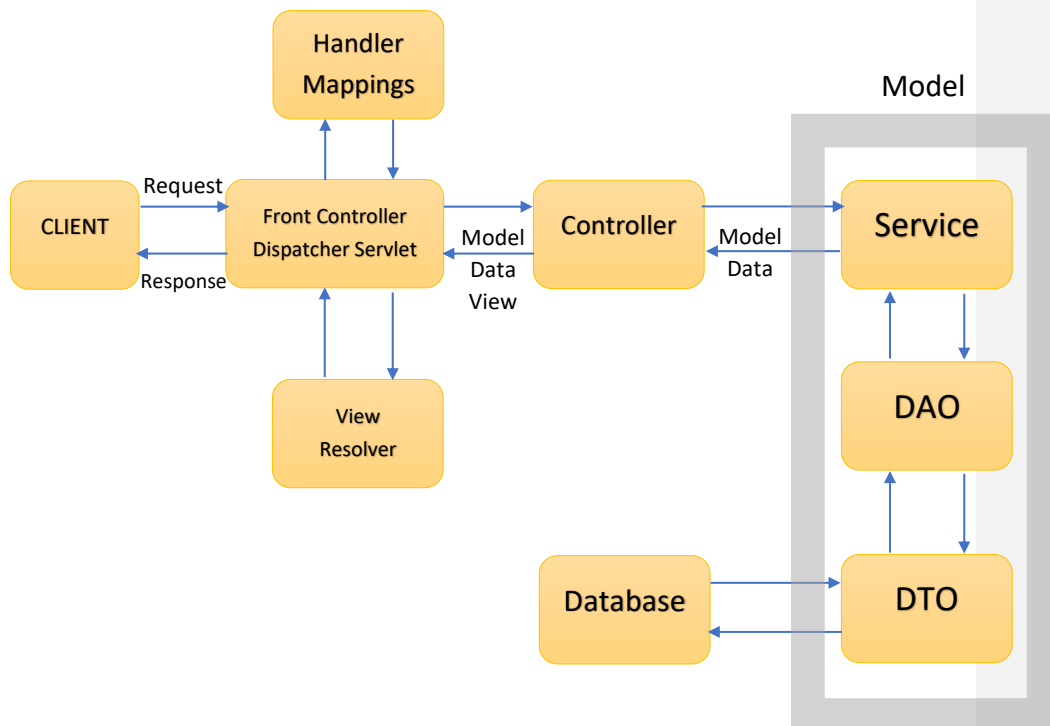 Handler
Mappings
Model
Request
CLIENT
Front Controller
Dispatcher Servlet
Controller
Service
Model
Data
View
Model
Data
Response
DAO
View
Resolver
Database
DTO